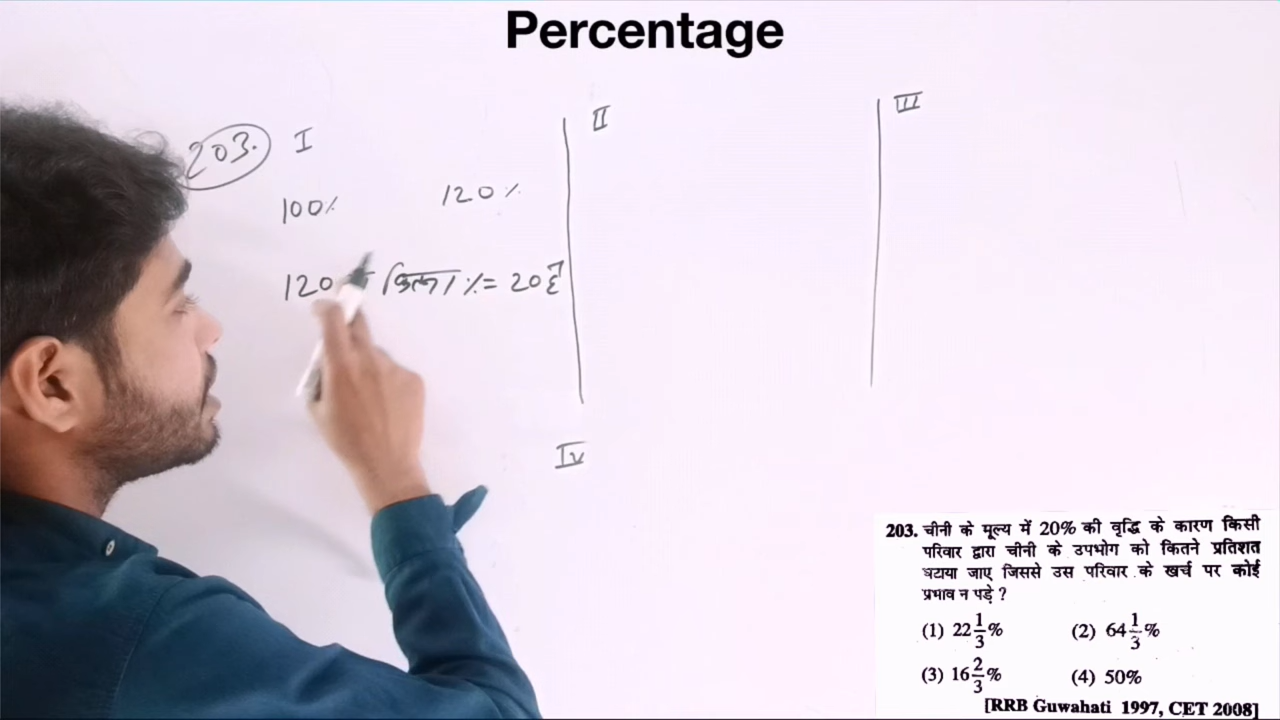 Percentage
203. I
II
III
100% 120%
120 कितना % = 20 है
IV
203. चीनी के मूल्य में 20% की वृद्धि के कारण किसी
परिवार द्वारा चीनी के उपभोग को कितने प्रतिशत
घटाया जाए जिससे उस परिवार के खर्च पर कोई
प्रभाव न पड़े ?
(1) 22 1/3 % (2) 64 1/3 %
(3) 16 2/3 % (4) 50%
[RRB Guwahati 1997, CET 2008]